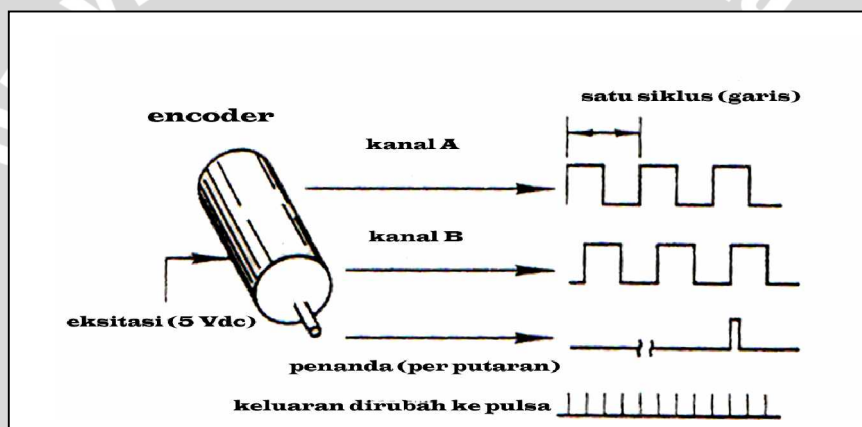 satu siklus (garis)
encoder
kanal A
kanal B
eksitasi (5 Vdc)
penanda (per putaran)
keluaran dirubah ke pulsa